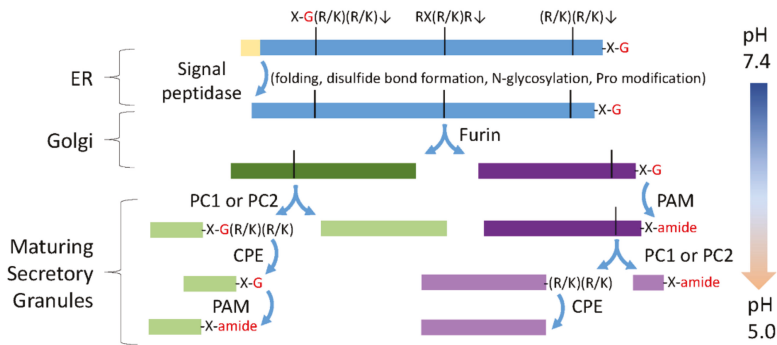 X-G(R/K)(R/K)↓ RX(R/K)R↓ (R/K)(R/K)↓
-X-G
pH
7.4
ER
Signal
peptidase
(folding, disulfide bond formation, N-glycosylation, Pro modification)
-X-G
Golgi
Furin
-X-G
PC1 or PC2
PAM
-X-G(R/K)(R/K)
-X-amide
Maturing
Secretory
Granules
CPE
PC1 or PC2
-X-G
-(R/K)(R/K)
-X-amide
PAM
CPE
-X-amide
pH
5.0